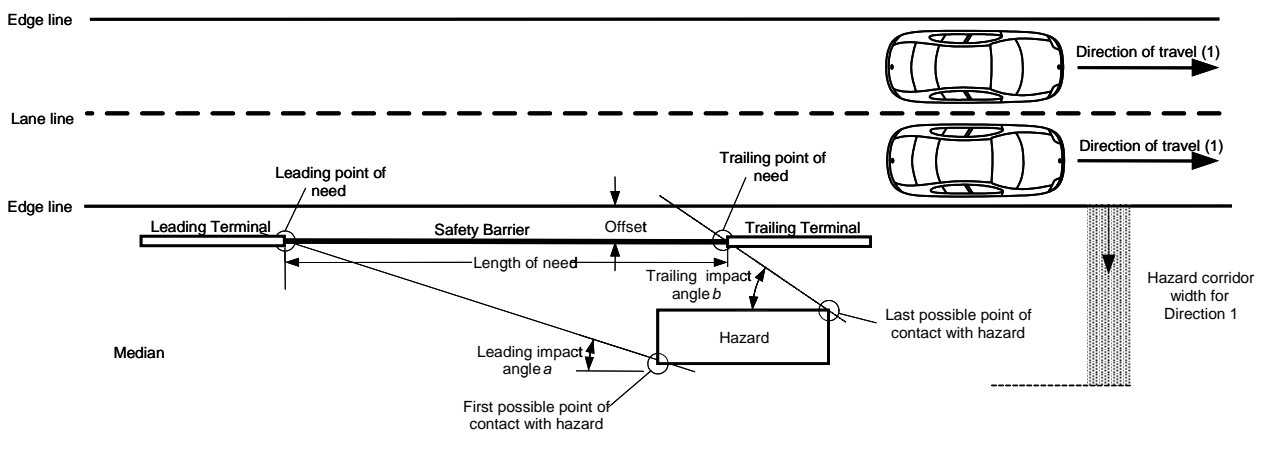 Edge line
Direction of travel (1)
Lane line
Direction of travel (1)
Leading point of
need
Trailing point of
need
Edge line
Leading Terminal
Safety Barrier
Offset
Trailing Terminal
Length of need
Trailing impact
angle b
Hazard corridor
width for
Direction 1
Last possible point of
contact with hazard
Hazard
Median
Leading impact
angle a
First possible point of
contact with hazard